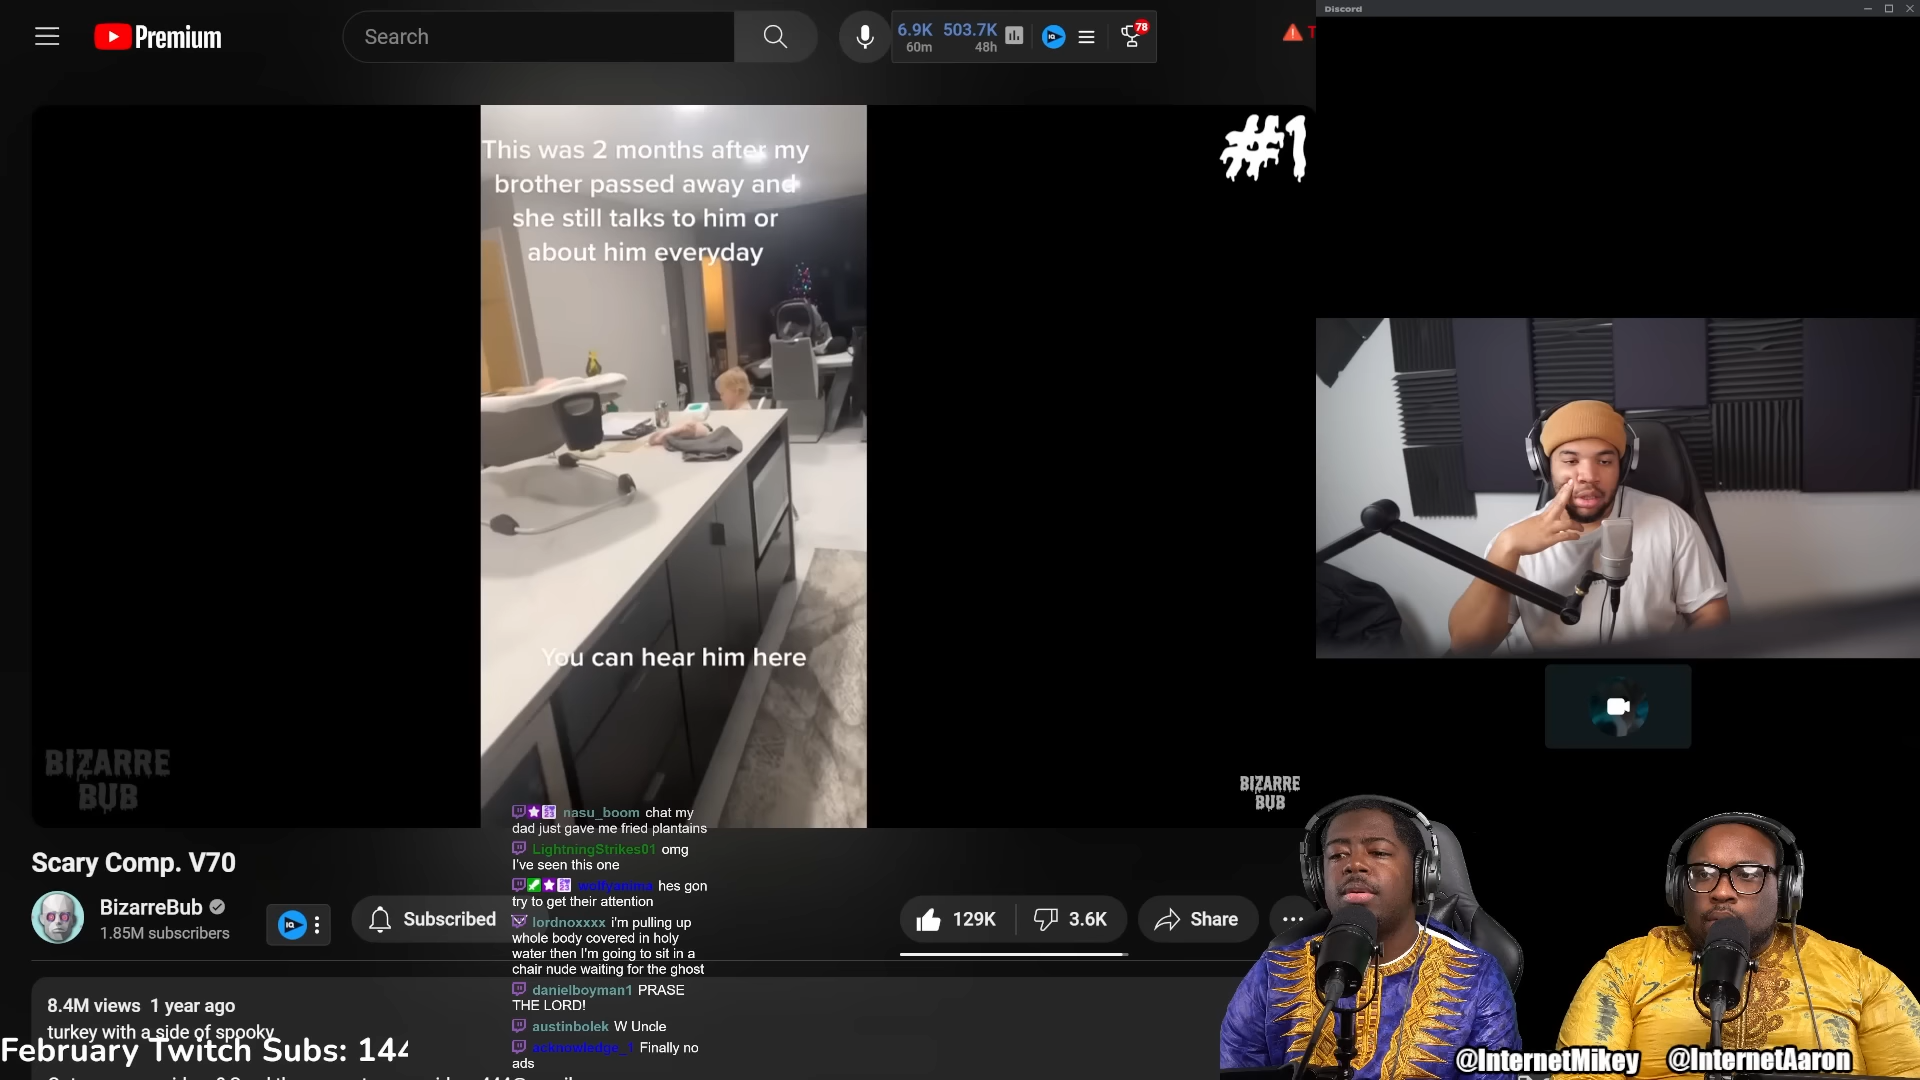 Premium
Search
6.9K 503.7K
60m 48h
78
Discord
#1
This was 2 months after my
brother passed away and
she still talks to him or
about him everyday
You can hear him here
BIZARRE
BUB
BIZARRE
BUB
Scary Comp. V70
BizarreBub
1.85M subscribers
Subscribed
129K
3.6K
Share
8.4M views 1 year ago
turkey with a side of spooky
February Twitch Subs: 144
nasu_boom chat my
dad just gave me fried plantains
LightningStrikes01 omg
I've seen this one
wolfyanima hes gon
try to get their attention
lordnoxxxx i'm pulling up
whole body covered in holy
water then I'm going to sit in a
chair nude waiting for the ghost
danielboyman1 PRASE
THE LORD!
austinbolek W Uncle
acknowledge_1 Finally no
ads
@InternetMikey
@InternetAaron